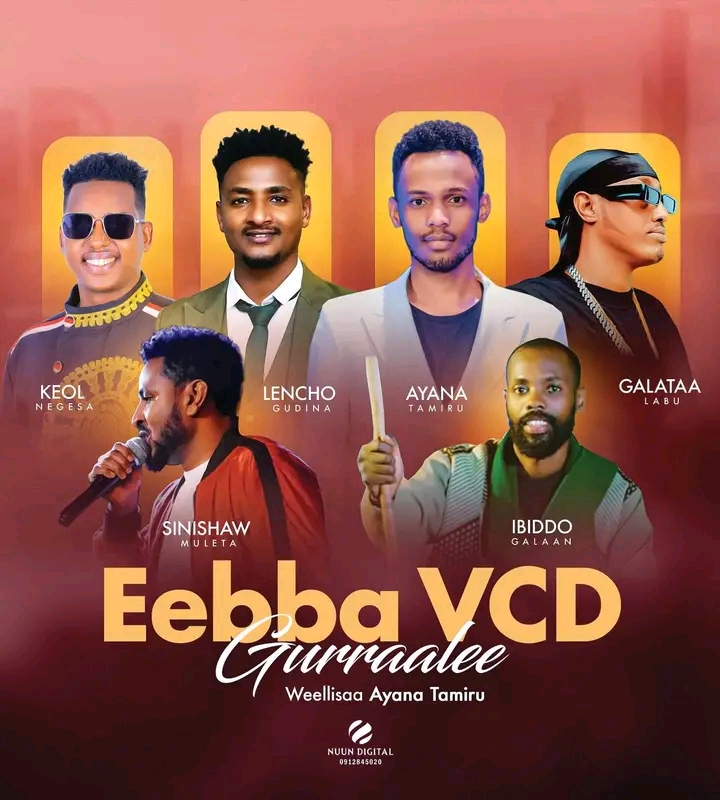 KEOL
NEGESA
LENCHO
GUDINA
AYANA
TAMIRU
GALATAA
LABU
SINISHAW
MULETA
IBIDDO
GALAAN
Eebba VCD
Gurraalee
Weellisaa Ayana Tamiru
NUUN DIGITAL
0912845020